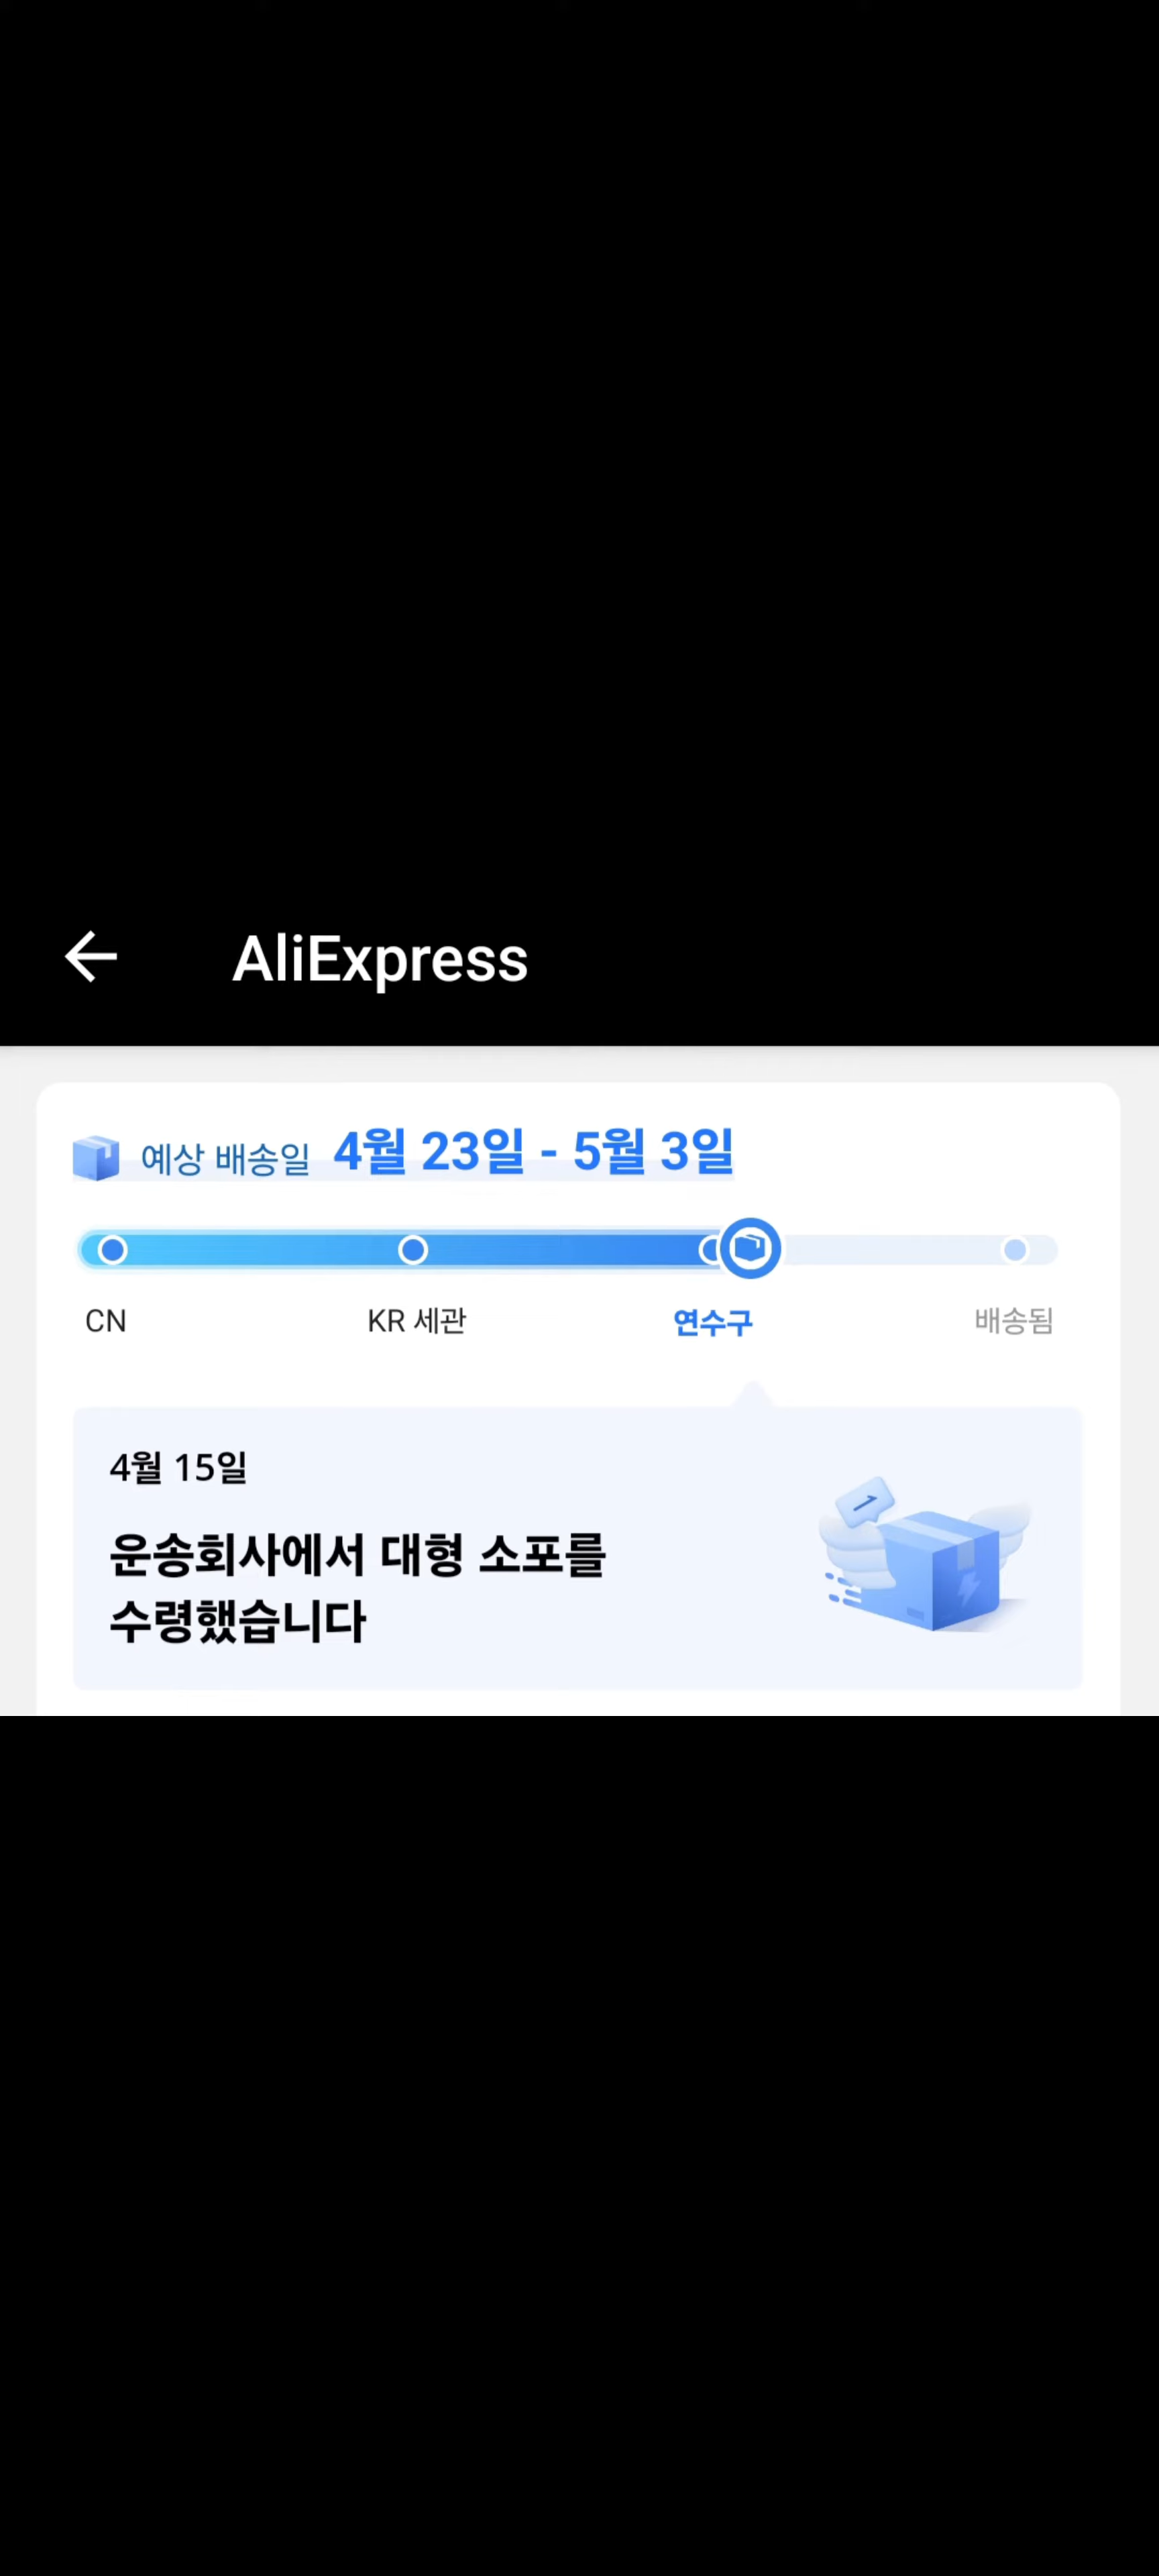 AliExpress
예상 배송일 4월 23일 - 5월 3일
CN KR 세관 연수구 배송됨
4월 15일
운송회사에서 대형 소포를
수령했습니다